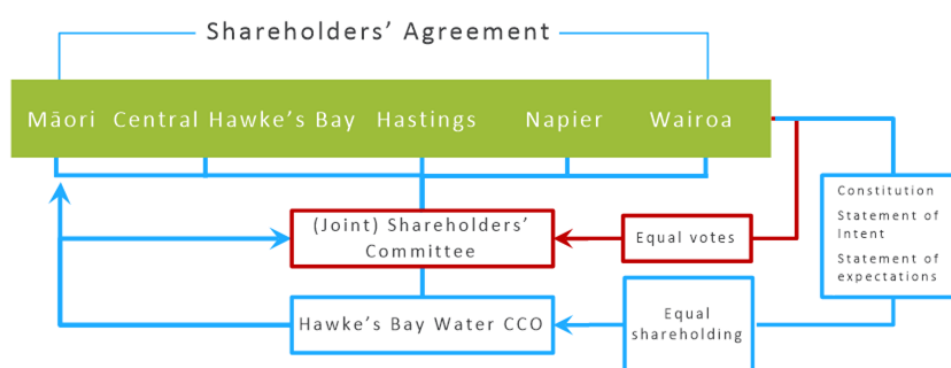 Shareholders' Agreement
Māori Central Hawke's Bay Hastings Napier Wairoa
Constitution
Statement of
Intent
Statement of
expectations
(Joint) Shareholders'
Committee
Equal votes
Hawke's Bay Water CCO
Equal
shareholding